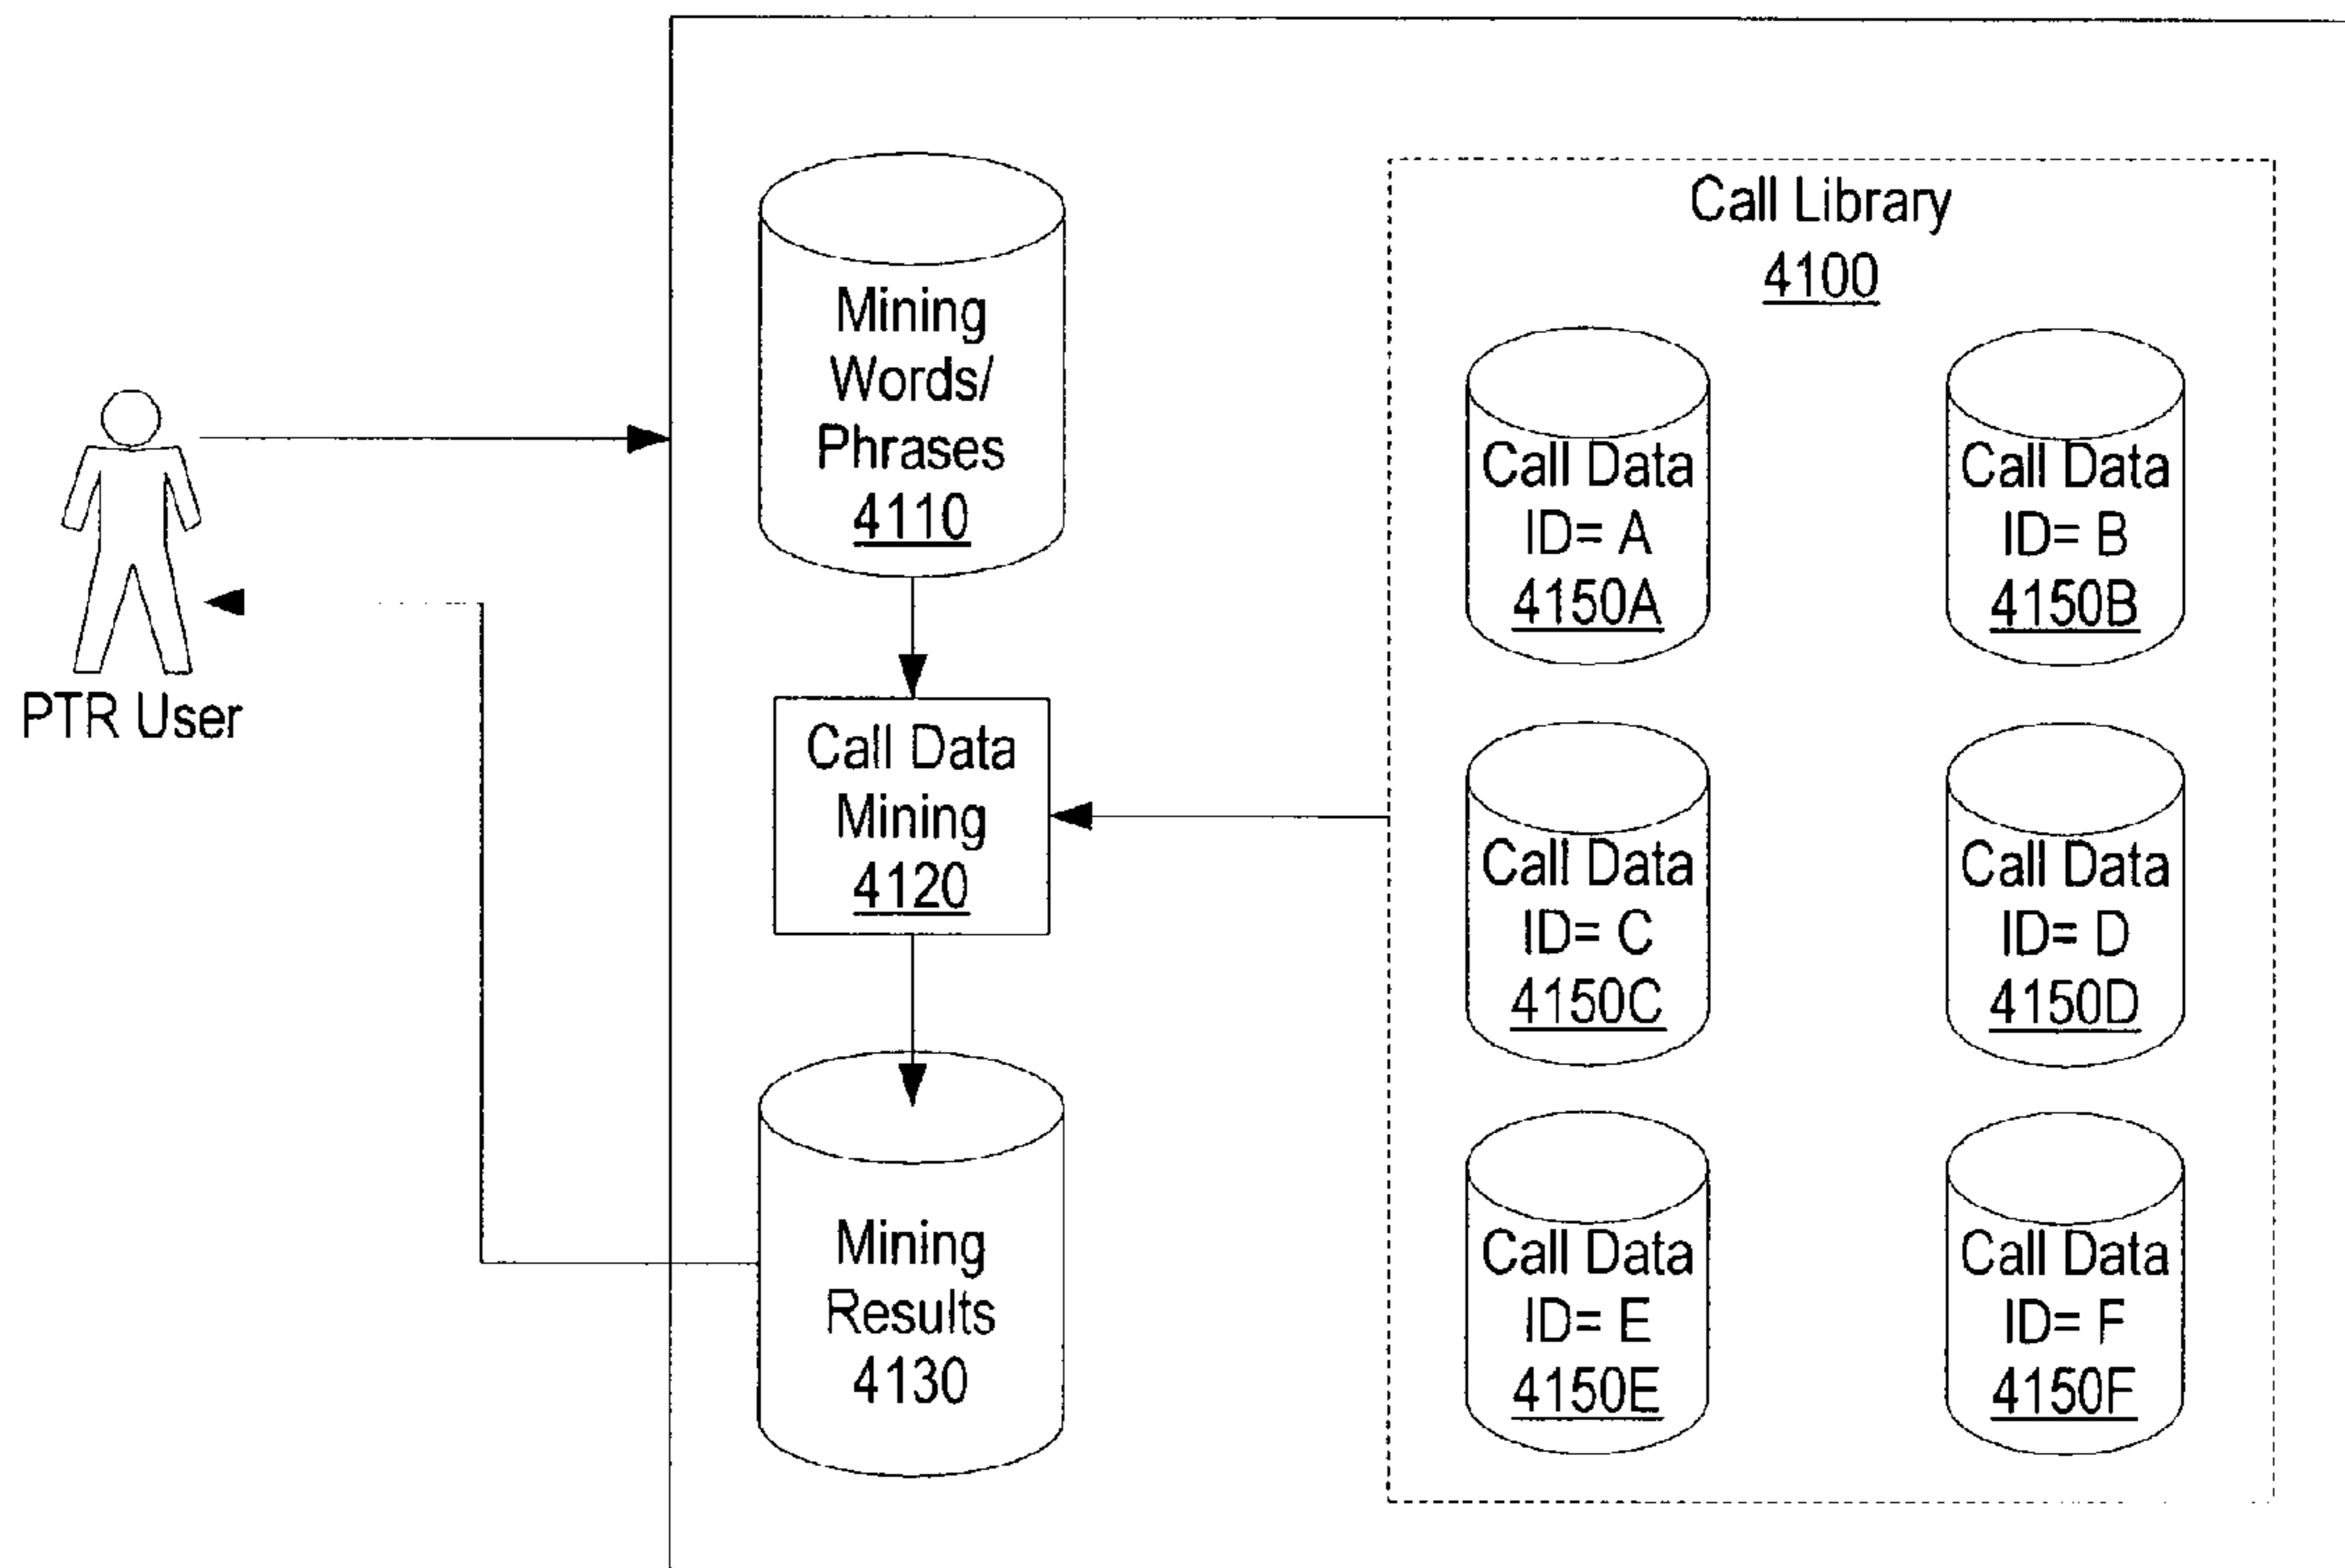 Call Library
4100
Mining
Words/
Phrases
4110
Call Data
ID= A
4150A
Call Data
ID= B
4150B
PTR User
Call Data
Mining
4120
Call Data
ID= C
4150C
Call Data
ID= D
4150D
Mining
Results
4130
Call Data
ID= E
4150E
Call Data
ID= F
4150F